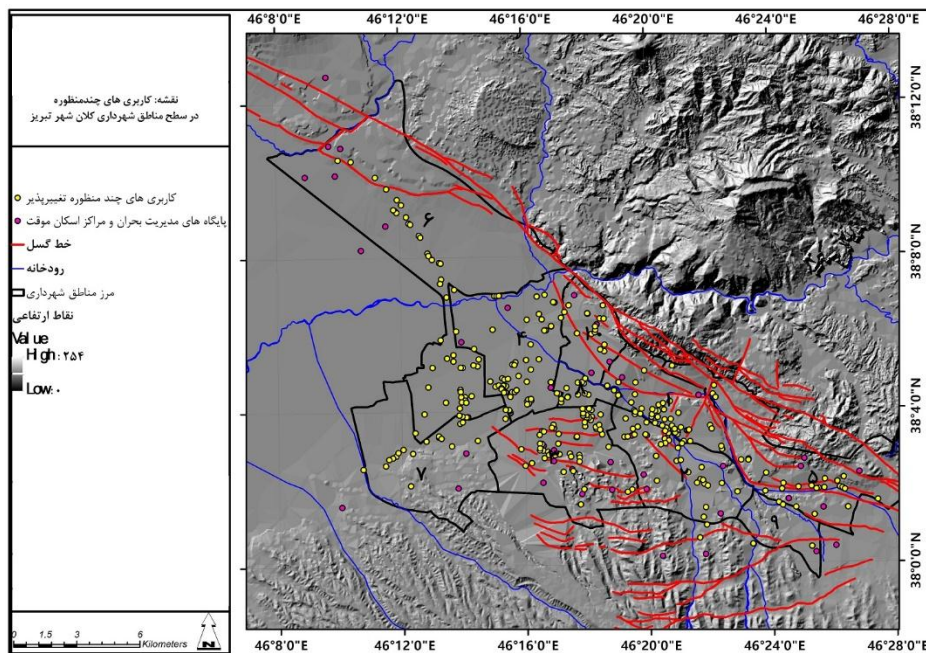 46°8'0"E 46°12'0"E 46°16'0"E 46°20'0"E 46°24'0"E 46°28'0"E
نقشه: کاربری های چندمنظوره
در سطح مناطق شهرداری کلان شهر تبریز
کاربری های چند منظوره تغییرپذیر
پایگاه های مدیریت بحران و مراکز اسکان موقت
خط گسل
رودخانه
مرز مناطق شهرداری
نقاط ارتفاعی
Value
High: ۲۵۴
Low: ۰
0 1.5 3 6
Kilometers
N
38°12'0"N
38°8'0"N
38°4'0"N
38°0'0"N
۶
۴
۷
۵
۹
46°8'0"E 46°12'0"E 46°16'0"E 46°20'0"E 46°24'0"E 46°28'0"E